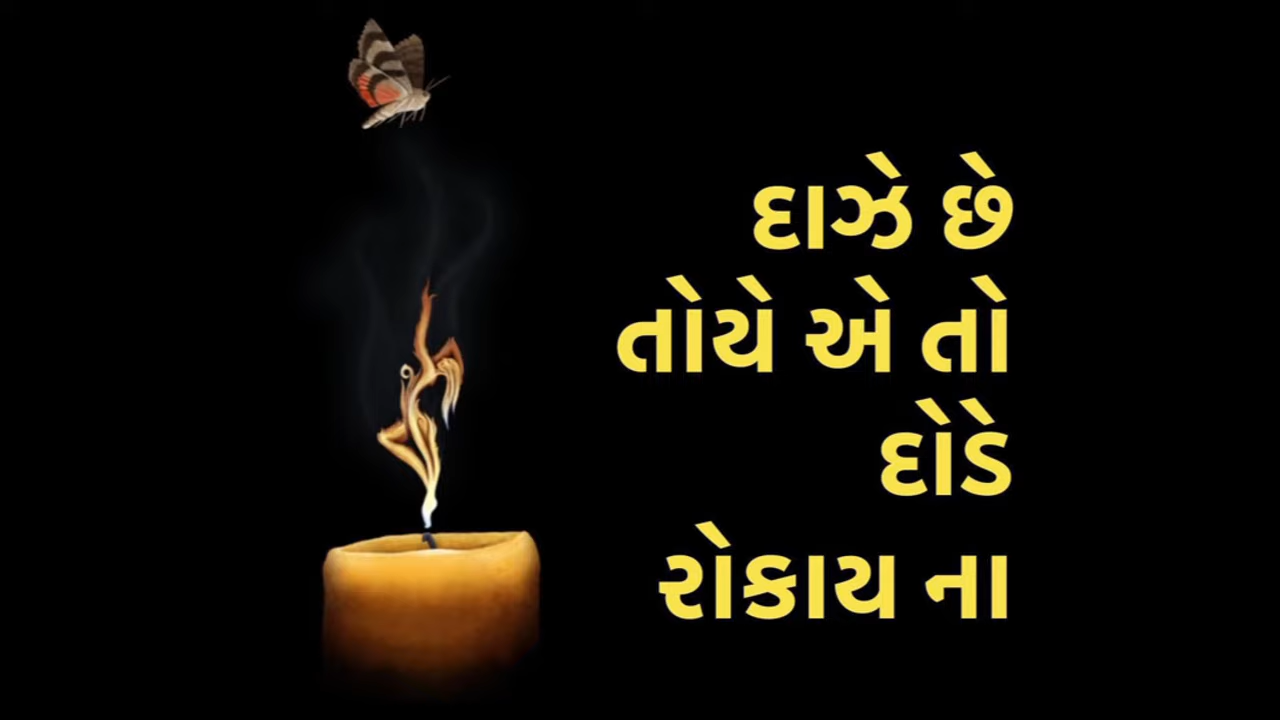 દાઝે છે
તોયે એ તો
દોડે
રોકાય ના